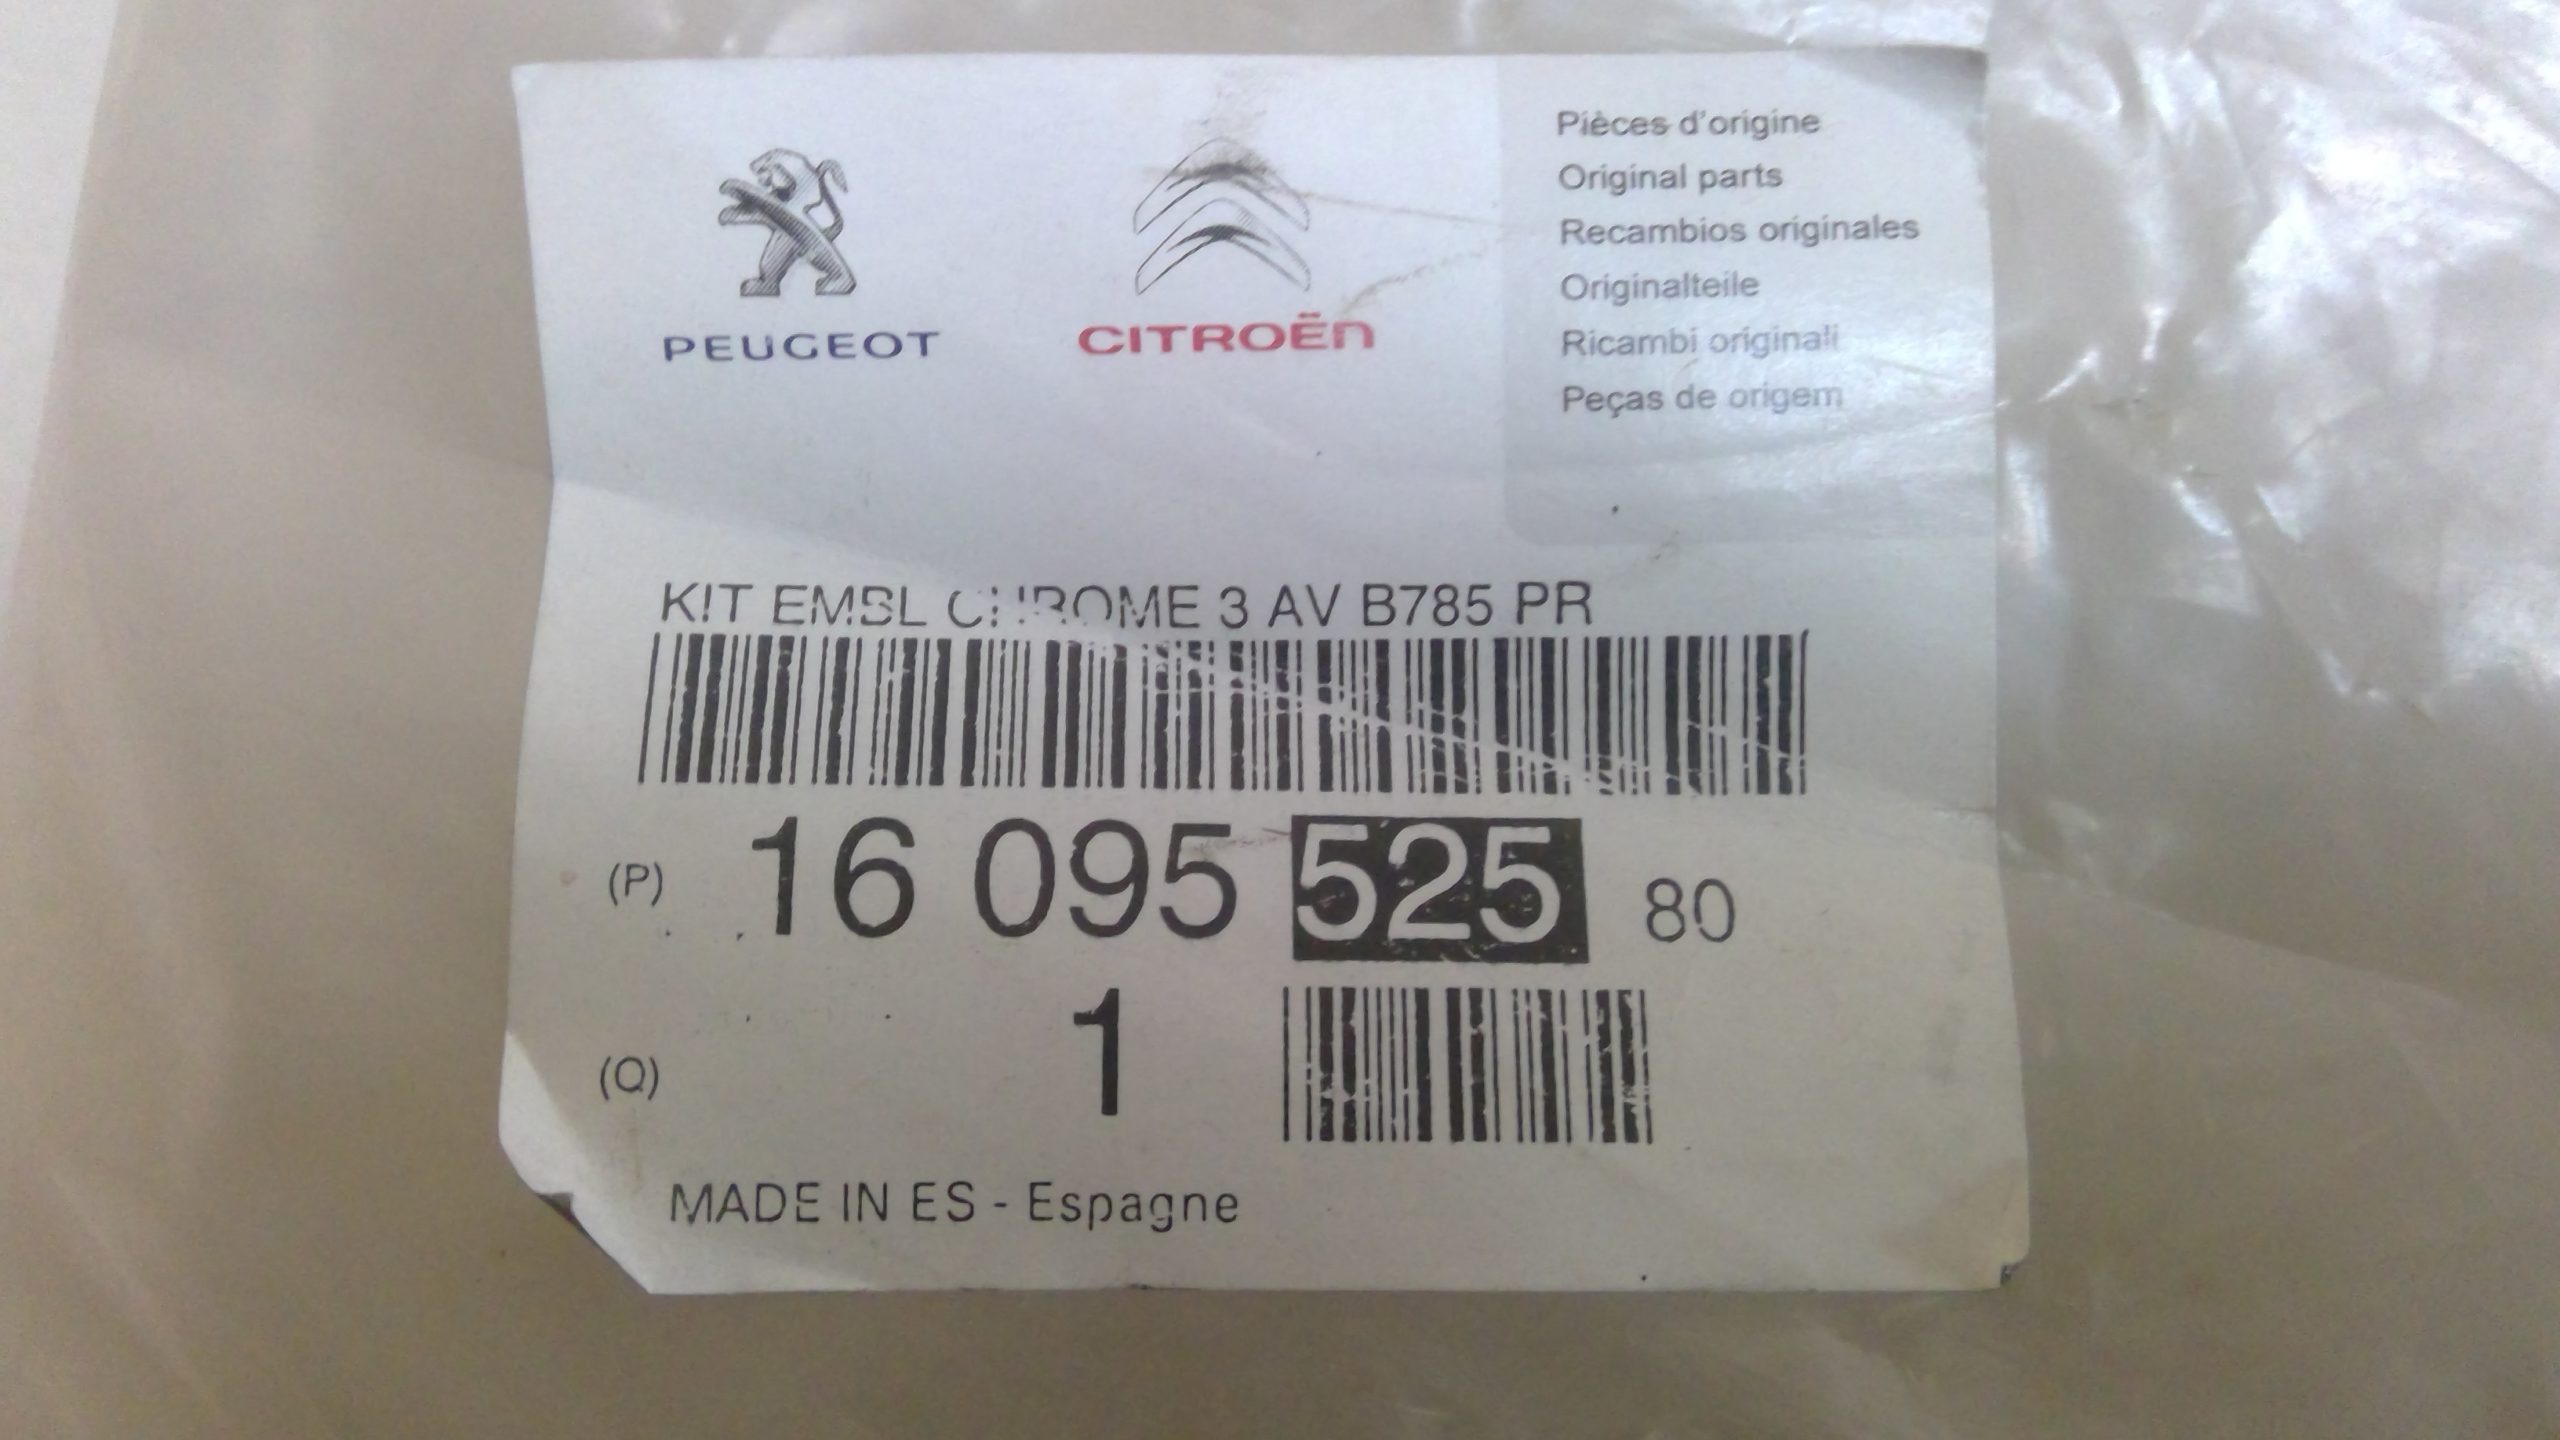 PEUGEOT
CITROËN
Pièces d'origine
Original parts
Recambios originales
Originalteile
Ricambi originali
Peças de origem
KIT EMBL CHROME 3 AV B785 PR
(P) 16 095 525 80
(Q) 1
MADE IN ES - Espagne